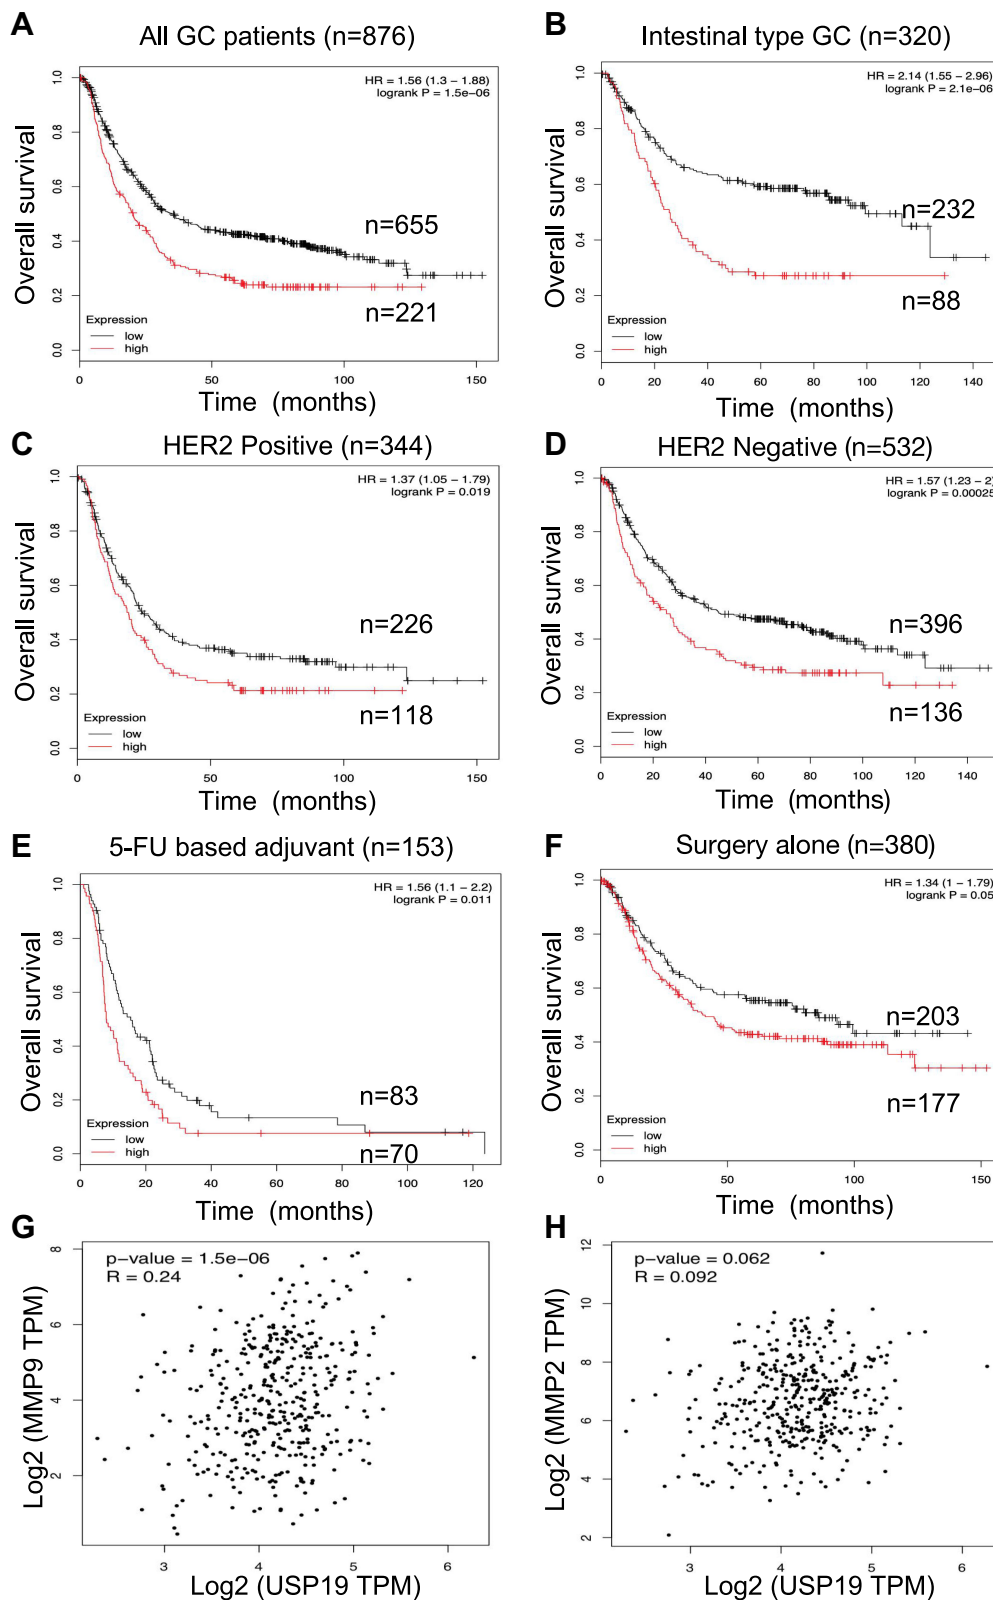 A
All GC patients (n=876)
HR = 1.56 (1.3 − 1.88)
logrank P = 1.5e−06
Overall survival
1.0
0.8
0.6
0.4
0.2
0.0
n=655
n=221
Expression
low
high
0 50 100 150
Time (months)
B
Intestinal type GC (n=320)
HR = 2.14 (1.55 − 2.96)
logrank P = 2.1e−06
Overall survival
1.0
0.8
0.6
0.4
0.2
0.0
n=232
n=88
Expression
low
high
0 20 40 60 80 100 120 140
Time (months)
C
HER2 Positive (n=344)
HR = 1.37 (1.05 − 1.79)
logrank P = 0.019
Overall survival
1.0
0.8
0.6
0.4
0.2
0.0
n=226
n=118
Expression
low
high
0 50 100 150
Time (months)
D
HER2 Negative (n=532)
HR = 1.57 (1.23 − 2)
logrank P = 0.00025
Overall survival
1.0
0.8
0.6
0.4
0.2
0.0
n=396
n=136
Expression
low
high
0 20 40 60 80 100 120 140
Time (months)
E
5-FU based adjuvant (n=153)
HR = 1.56 (1.1 − 2.2)
logrank P = 0.011
Overall survival
1.0
0.8
0.6
0.4
0.2
0.0
n=83
n=70
Expression
low
high
0 20 40 60 80 100 120
Time (months)
F
Surgery alone (n=380)
HR = 1.34 (1 − 1.79)
logrank P = 0.05
Overall survival
1.0
0.8
0.6
0.4
0.2
0.0
n=203
n=177
Expression
low
high
0 50 100 150
Time (months)
G
p-value = 1.5e−06
R = 0.24
Log2 (MMP9 TPM)
8
6
4
2
3 4 5 6
Log2 (USP19 TPM)
H
p-value = 0.062
R = 0.092
Log2 (MMP2 TPM)
12
10
8
6
4
2
3 4 5 6
Log2 (USP19 TPM)